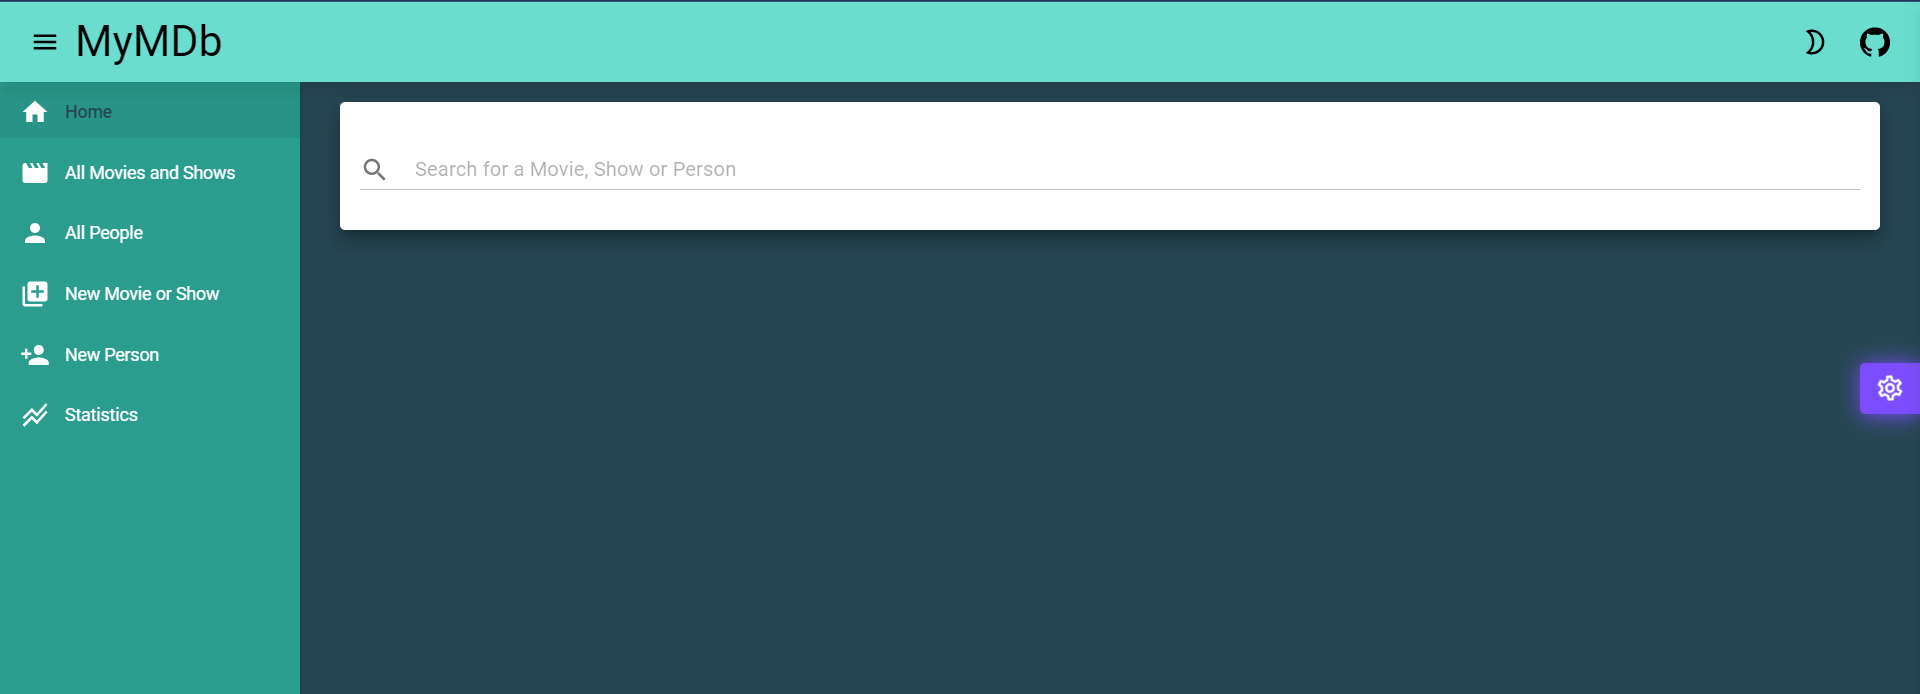 MyMDb
Home
All Movies and Shows
All People
New Movie or Show
New Person
Statistics
Search for a Movie, Show or Person